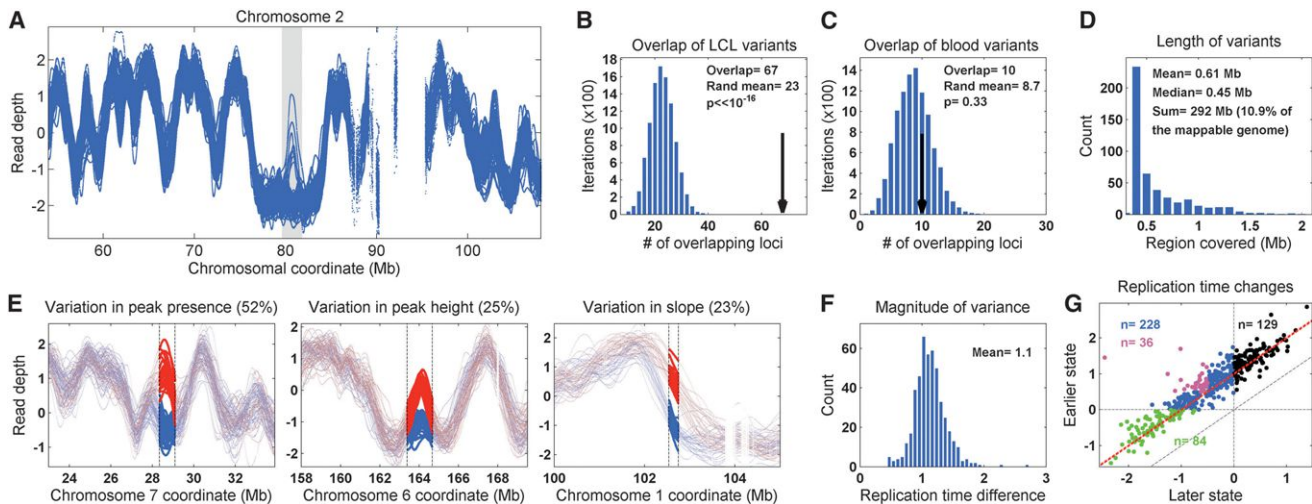 A
Chromosome 2
Read depth
2
1
0
-1
-2
60
70
80
90
100
Chromosomal coordinate (Mb)
B
Overlap of LCL variants
Overlap= 67
Rand mean= 23
p<<10-16
Iterations (x100)
18
16
14
12
10
8
6
4
2
0
20
40
60
# of overlapping loci
C
Overlap of blood variants
Overlap= 10
Rand mean= 8.7
p= 0.33
Iterations (x100)
14
12
10
8
6
4
2
0
0
10
20
30
# of overlapping loci
D
Length of variants
Mean= 0.61 Mb
Median= 0.45 Mb
Sum= 292 Mb (10.9% of
the mappable genome)
Count
200
150
100
50
0
0.5
1
1.5
2
Region covered (Mb)
E
Variation in peak presence (52%)
Read depth
2
1
0
-1
24
26
28
30
32
Chromosome 7 coordinate (Mb)
Variation in peak height (25%)
2
1
0
-1
-2
158
160
162
164
166
168
Chromosome 6 coordinate (Mb)
Variation in slope (23%)
2
1
0
-1
-2
100
102
104
Chromosome 1 coordinate (Mb)
F
Magnitude of variance
Mean= 1.1
Count
60
40
20
0
0
1
2
3
Replication time difference
G
Replication time changes
n= 228
n= 36
n= 129
n= 84
Earlier state
2
1
0
-1
-2
-1
0
1
Later state